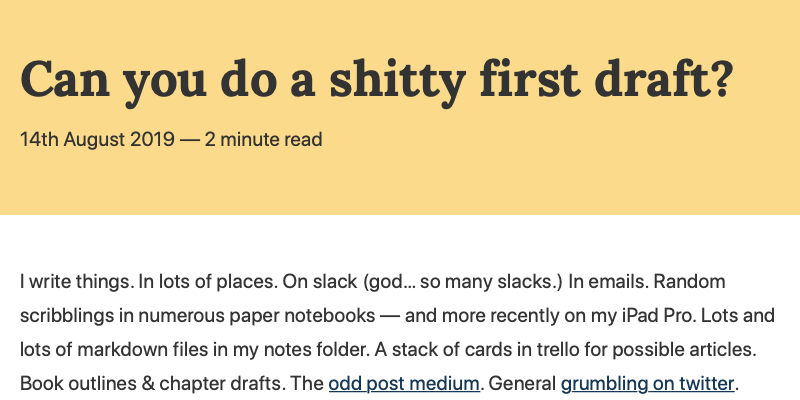 Can you do a shitty first draft?
14th August 2019 — 2 minute read
I write things. In lots of places. On slack (god... so many slacks.) In emails. Random
scribblings in numerous paper notebooks — and more recently on my iPad Pro. Lots and
lots of markdown files in my notes folder. A stack of cards in trello for possible articles.
Book outlines & chapter drafts. The odd post medium. General grumbling on twitter.